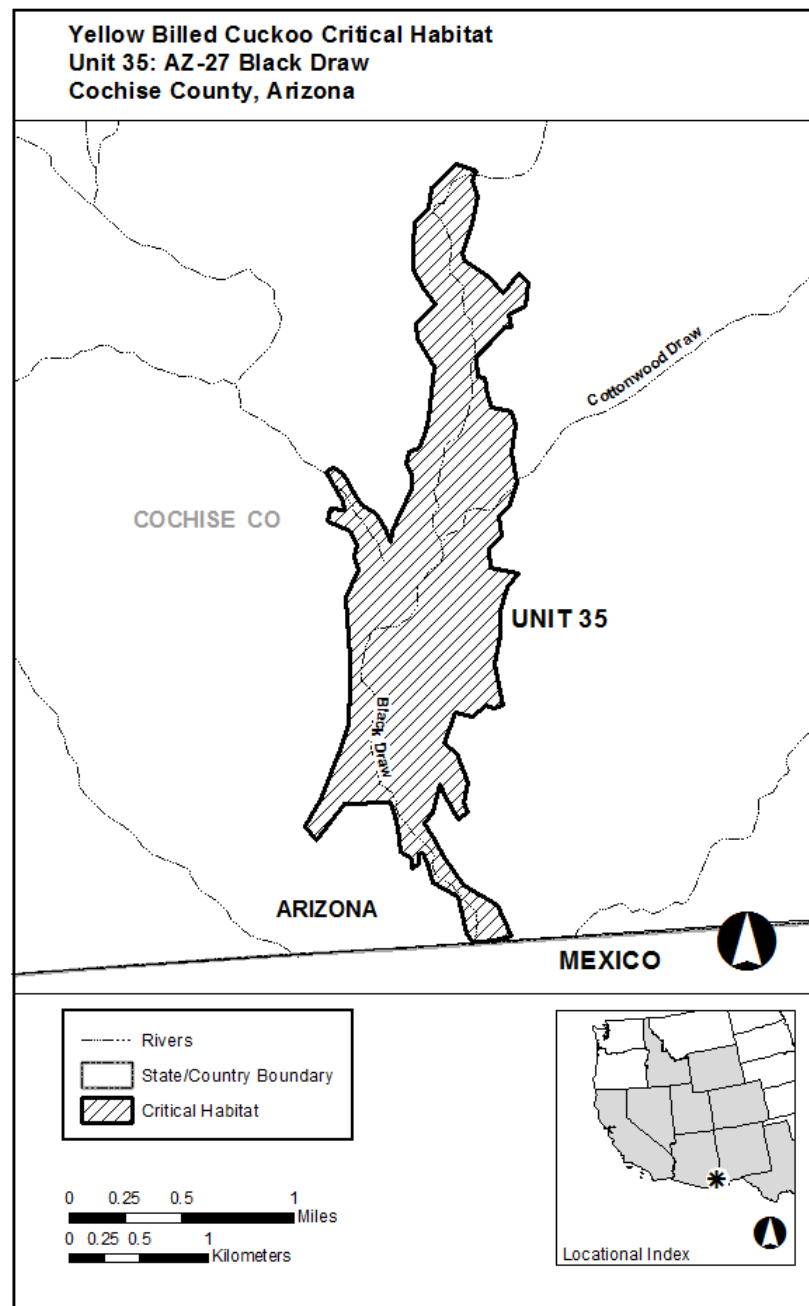 Yellow Billed Cuckoo Critical Habitat
Unit 35: AZ-27 Black Draw
Cochise County, Arizona
Cottonwood Draw
COCHISE CO
UNIT 35
Black Draw
ARIZONA
MEXICO
Rivers
State/Country Boundary
Critical Habitat
0 0.25 0.5 1
Miles
0 0.25 0.5 1
Kilometers
Locational Index